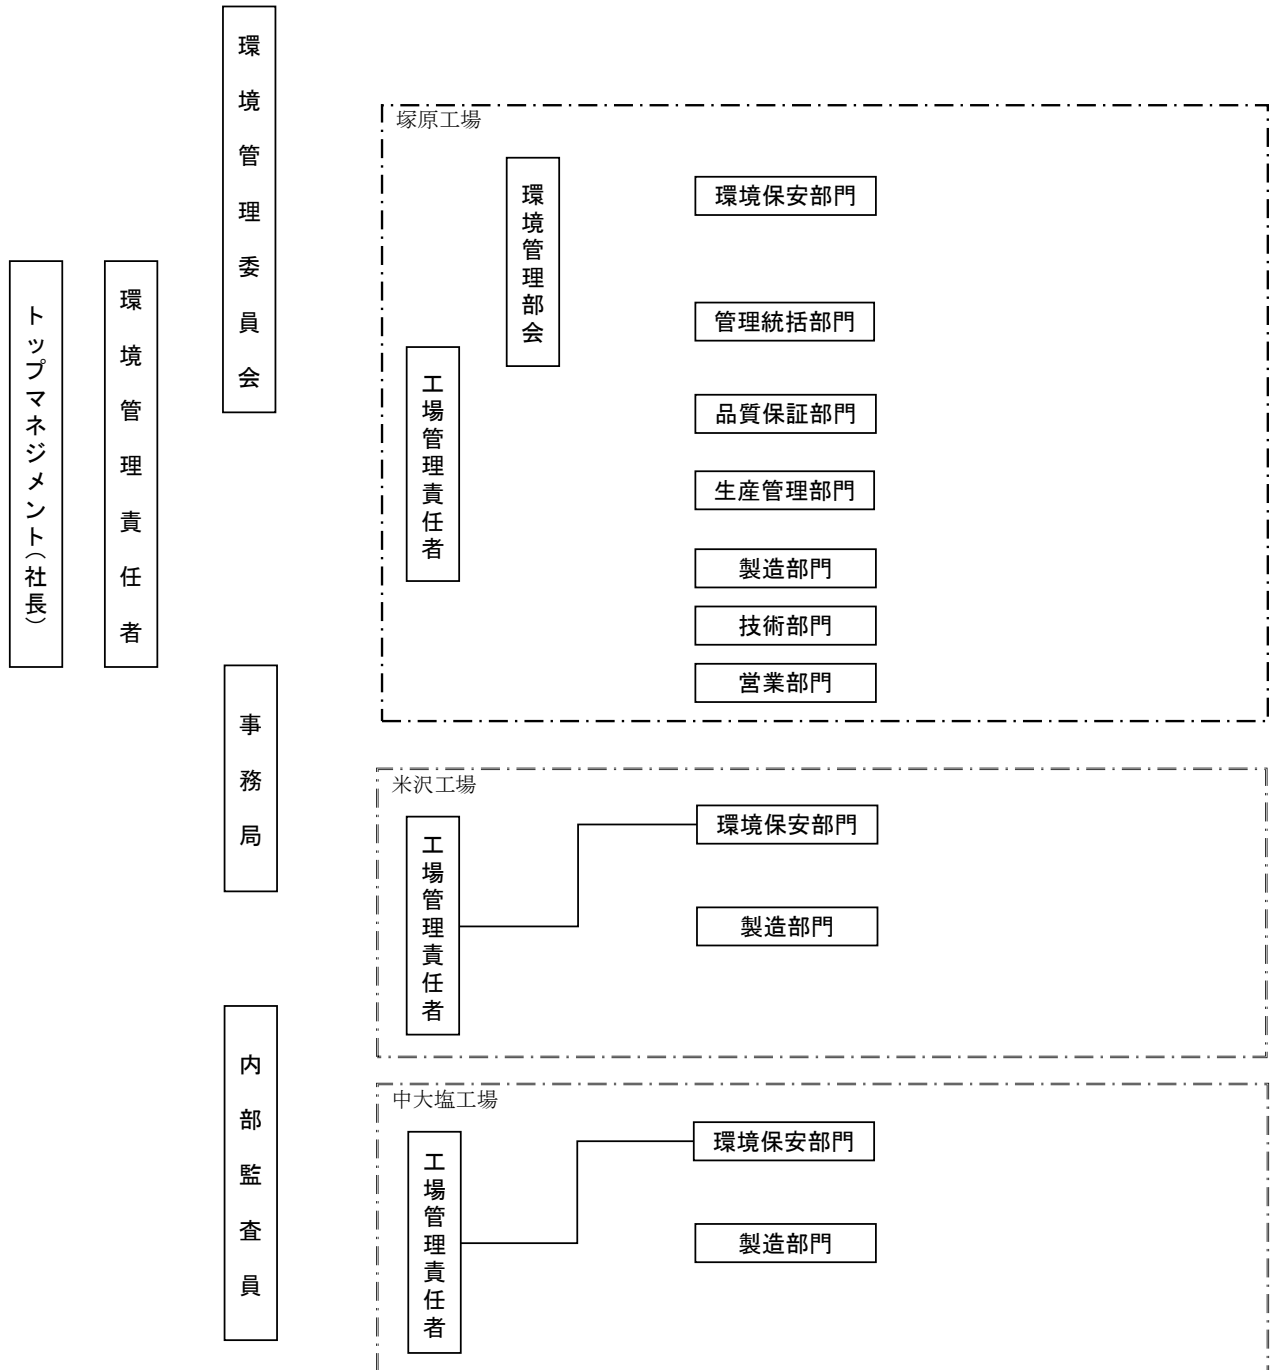 トップマネジメント（社長）
環境管理責任者
環境管理委員会
事務局
内部監査員
塚原工場
工場管理責任者
環境管理部会
環境保安部門
管理統括部門
品質保証部門
生産管理部門
製造部門
技術部門
営業部門
米沢工場
工場管理責任者
環境保安部門
製造部門
中大塩工場
工場管理責任者
環境保安部門
製造部門